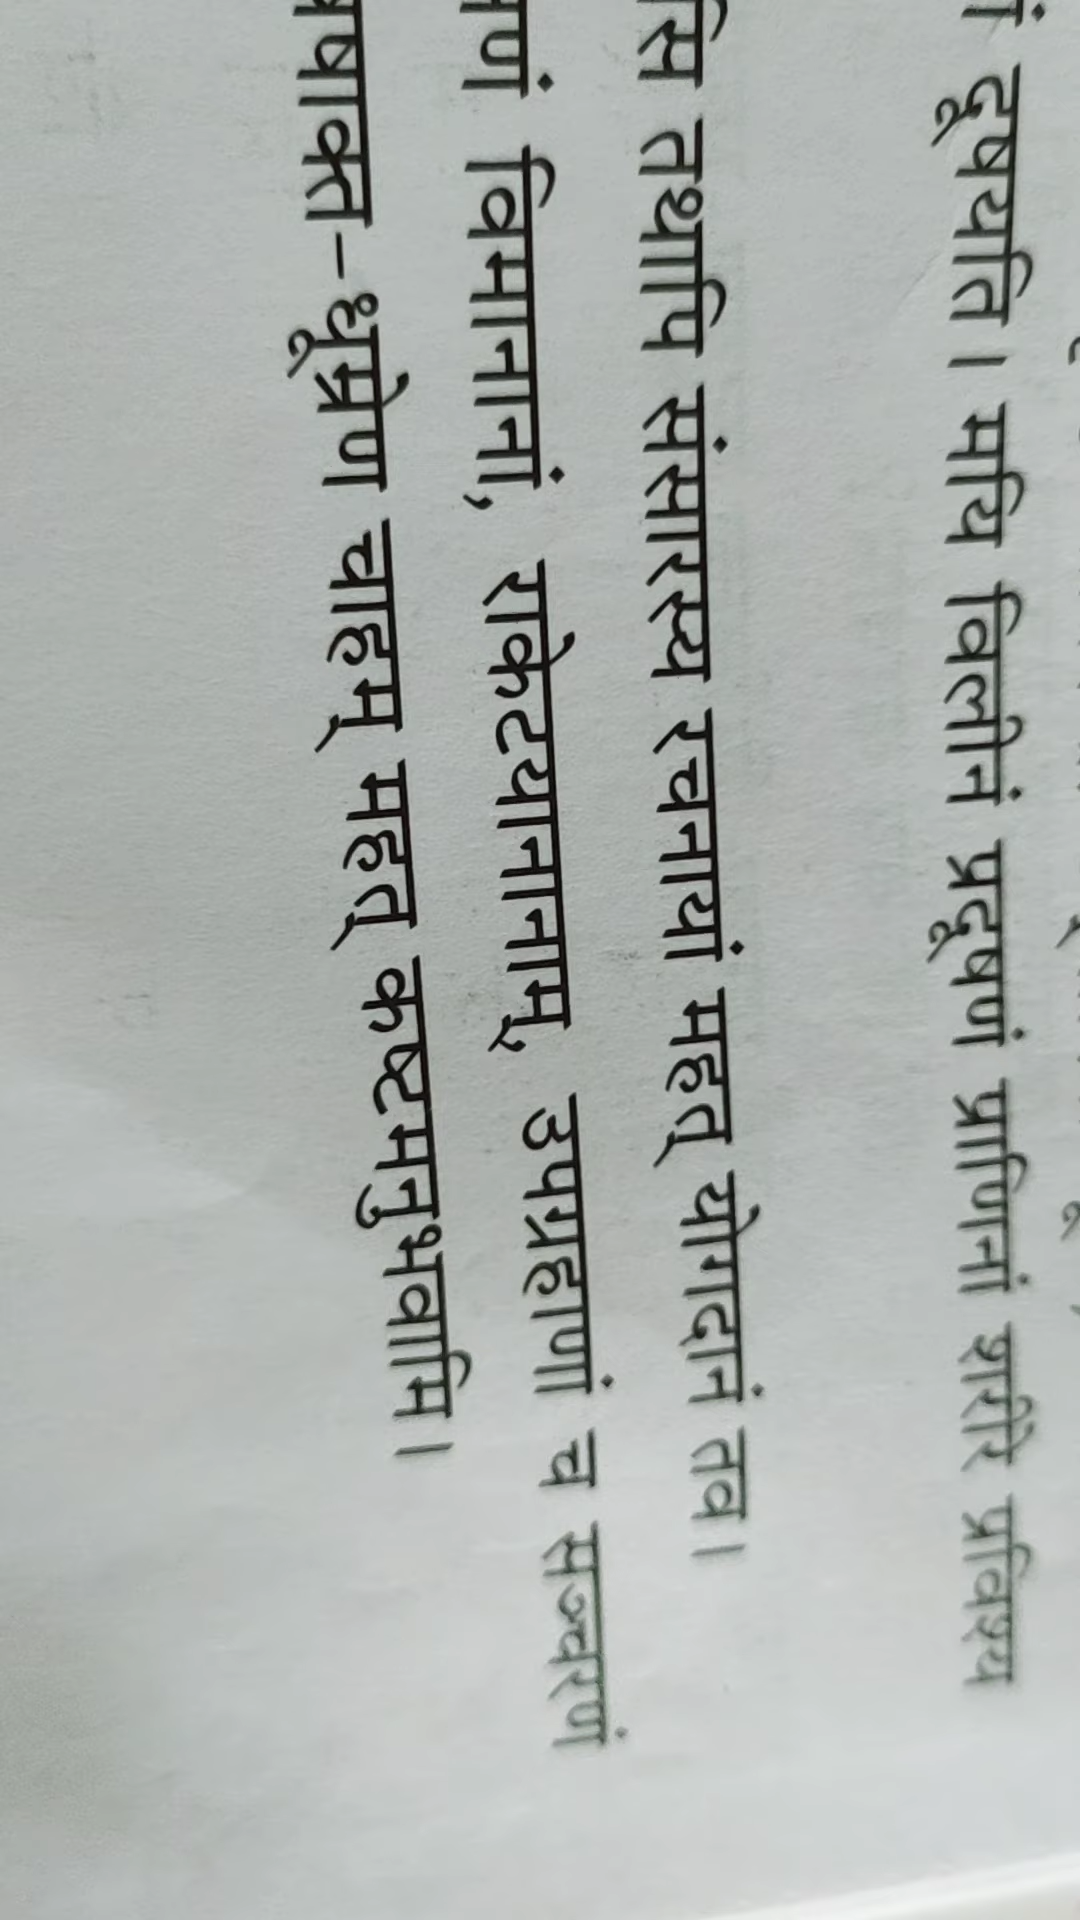 दूषयति। मयि विलीनं प्रदूषणं प्राणिनां शरीरे प्रविश्य
तथापि संसारस्य रचनायां महत् योगदानं तव।
विमानानां, राकेटयानानाम्, उपग्रहाणां च सञ्चरणं
धूम्रेण चाहम् महत् कष्टमनुभवामि।